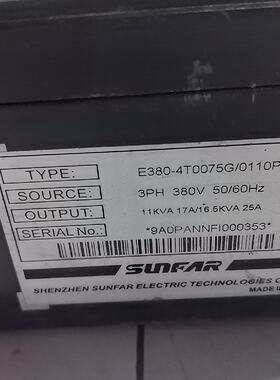 TYPE: E380-4T0075G/0110P
SOURCE: 3PH 380V 50/60Hz
OUTPUT: 11KVA 17A/16.5KVA 25A
SERIAL No.: *9A0PANNFI000353*
SUNFAR
SHENZHEN SUNFAR ELECTRIC TECHNOLOGIES
MADE